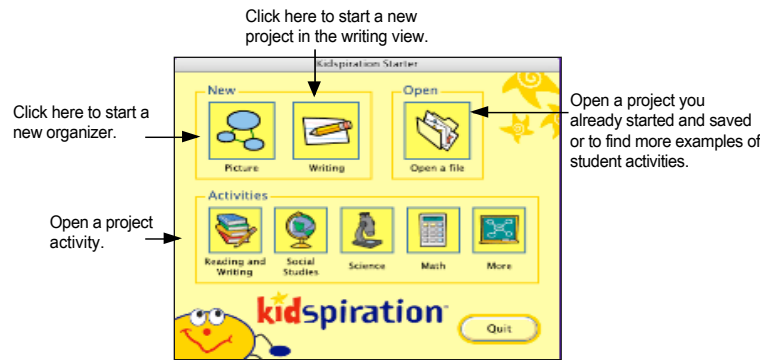 Click here to start a new
project in the writing view.
Kidspiration Starter
New
Open
Click here to start a
new organizer.
Open a project you
already started and saved
or to find more examples of
student activities.
Picture
Writing
Open a file
Activities
Open a project
activity.
Reading and
Writing
Social
Studies
Science
Math
More
kidspiration
Quit